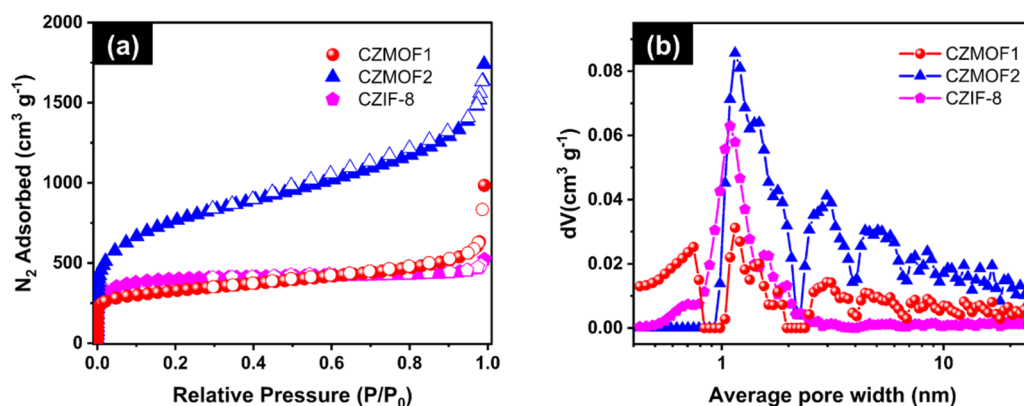 (a)
CZMOF1
CZMOF2
CZIF-8
2000
1500
1000
500
0
0.0 0.2 0.4 0.6 0.8 1.0
N₂ Adsorbed (cm³ g⁻¹)
Relative Pressure (P/P₀)
(b)
CZMOF1
CZMOF2
CZIF-8
0.08
0.06
0.04
0.02
0.00
1 10
dV(cm³ g⁻¹)
Average pore width (nm)